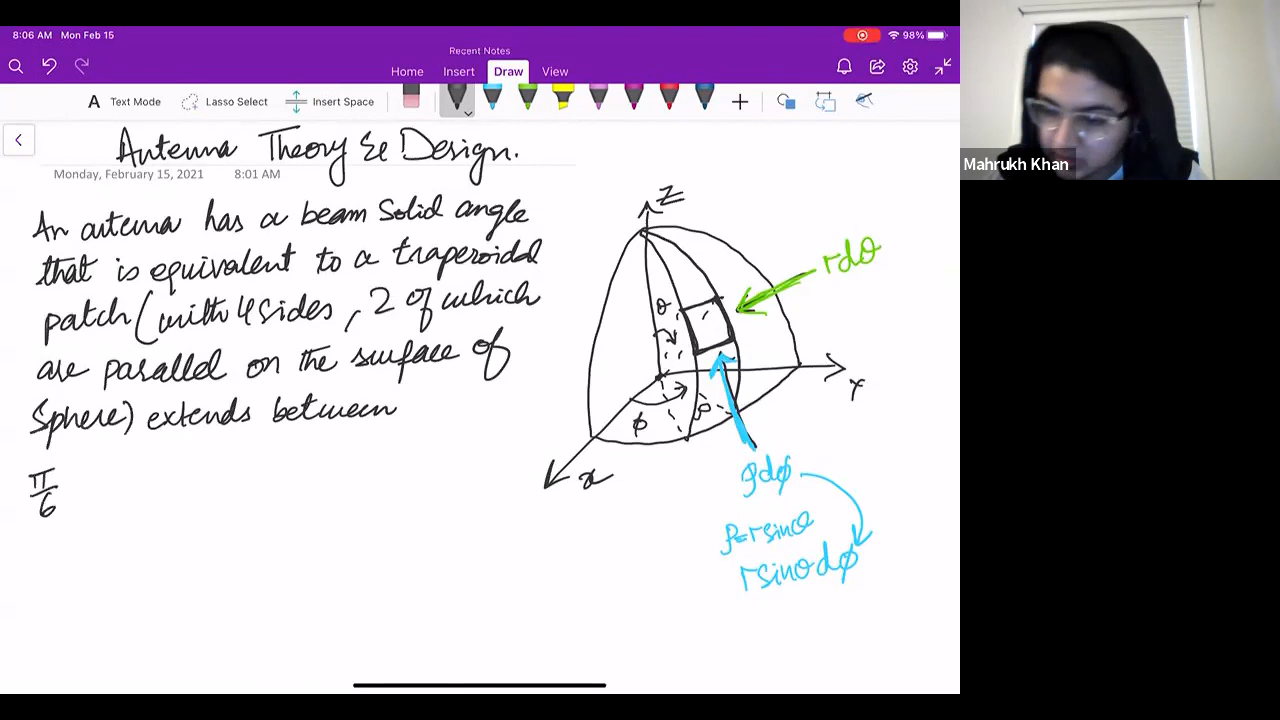 8:06 AM Mon Feb 15
98%
Recent Notes
Home Insert Draw View
A Text Mode Lasso Select Insert Space
Antenna Theory & Design.
Monday, February 15, 2021 8:01 AM
An antenna has a beam solid angle
that is equivalent to a trapezoidal
patch (with 4 sides, 2 of which
are parallel on the surface of
Sphere) extends between
π/6
Z
rdθ
θ
Y
ϕ
ρ
x
ρdϕ
ρ=rsinθ
rsinθdϕ
Mahrukh Khan